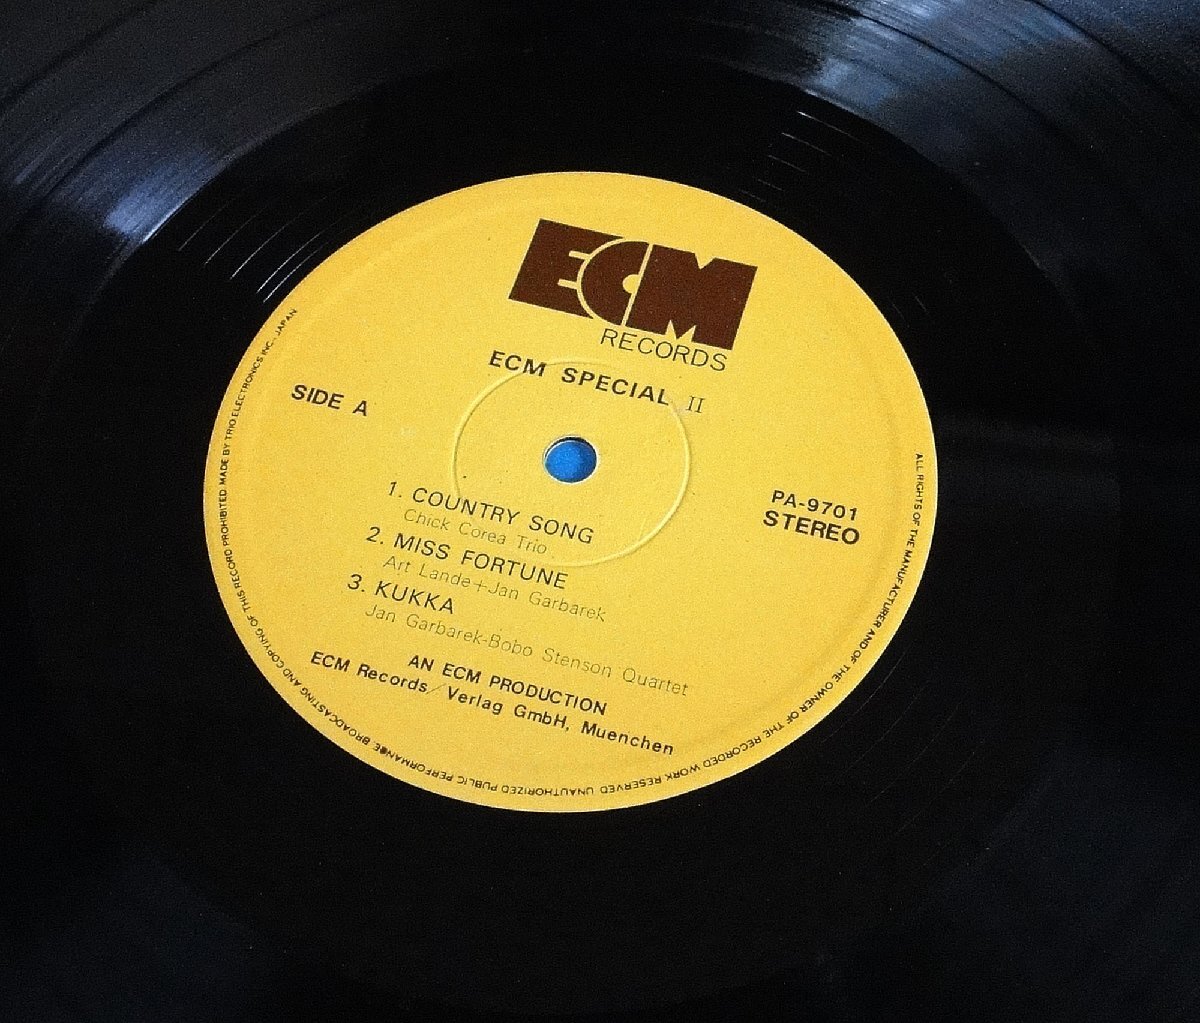 ECM
RECORDS
ECM SPECIAL II
SIDE A
PA-9701
STEREO
1. COUNTRY SONG
Chick Corea Trio
2. MISS FORTUNE
Art Lande+Jan Garbarek
3. KUKKA
Jan Garbarek-Bobo Stenson Quartet
AN ECM PRODUCTION
ECM Records/Verlag GmbH, Muenchen
ALL RIGHTS OF THE MANUFACTURER AND OF THE OWNER OF THE RECORDED WORK RESERVED UNAUTHORIZED PUBLIC PERFORMANCE BROADCASTING AND COPYING OF THIS RECORD PROHIBITED MADE BY TRIO ELECTRONICS INC., JAPAN